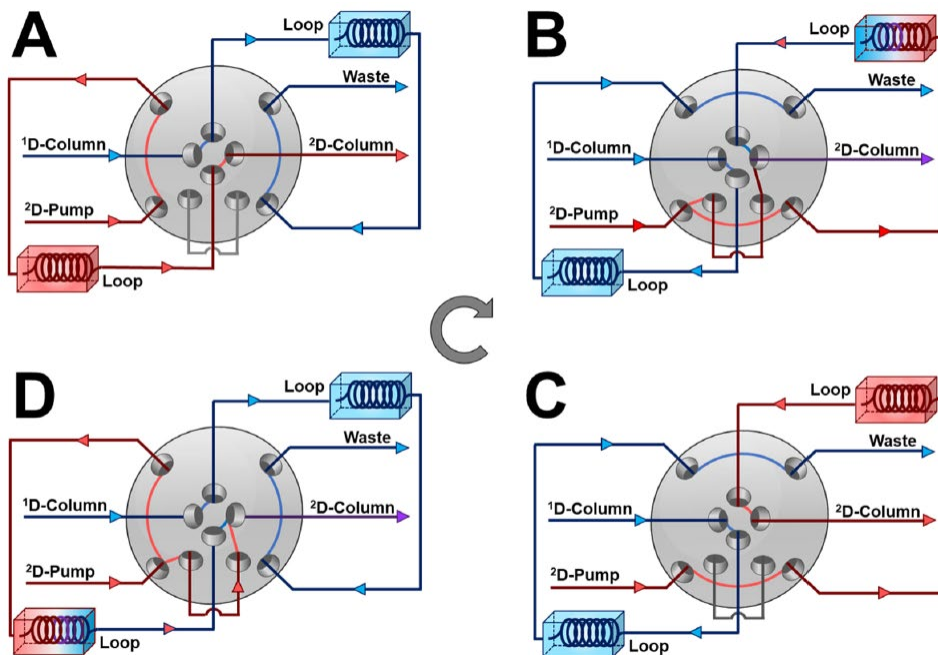 A
Loop
Waste
¹D-Column
²D-Column
²D-Pump
Loop
B
Loop
Waste
¹D-Column
²D-Column
²D-Pump
Loop
D
Loop
Waste
¹D-Column
²D-Column
²D-Pump
Loop
C
Loop
Waste
¹D-Column
²D-Column
²D-Pump
Loop